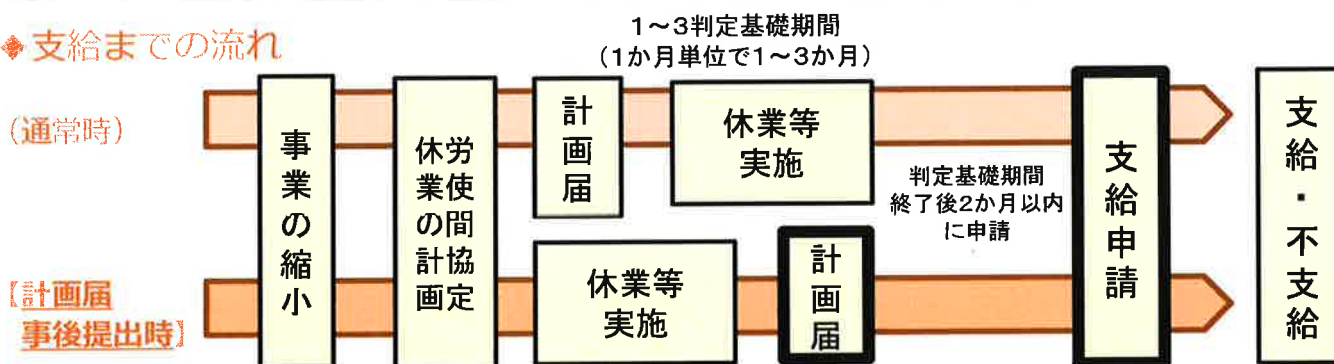 ◆支給までの流れ
1～3判定基礎期間
（1か月単位で1～3か月）
（通常時）
事業の縮小
労使間協定
休業の計画
計画届
休業等
実施
判定基礎期間
終了後2か月以内
に申請
支給申請
支給・不支給
【計画届
事後提出時】
休業等
実施
計画届